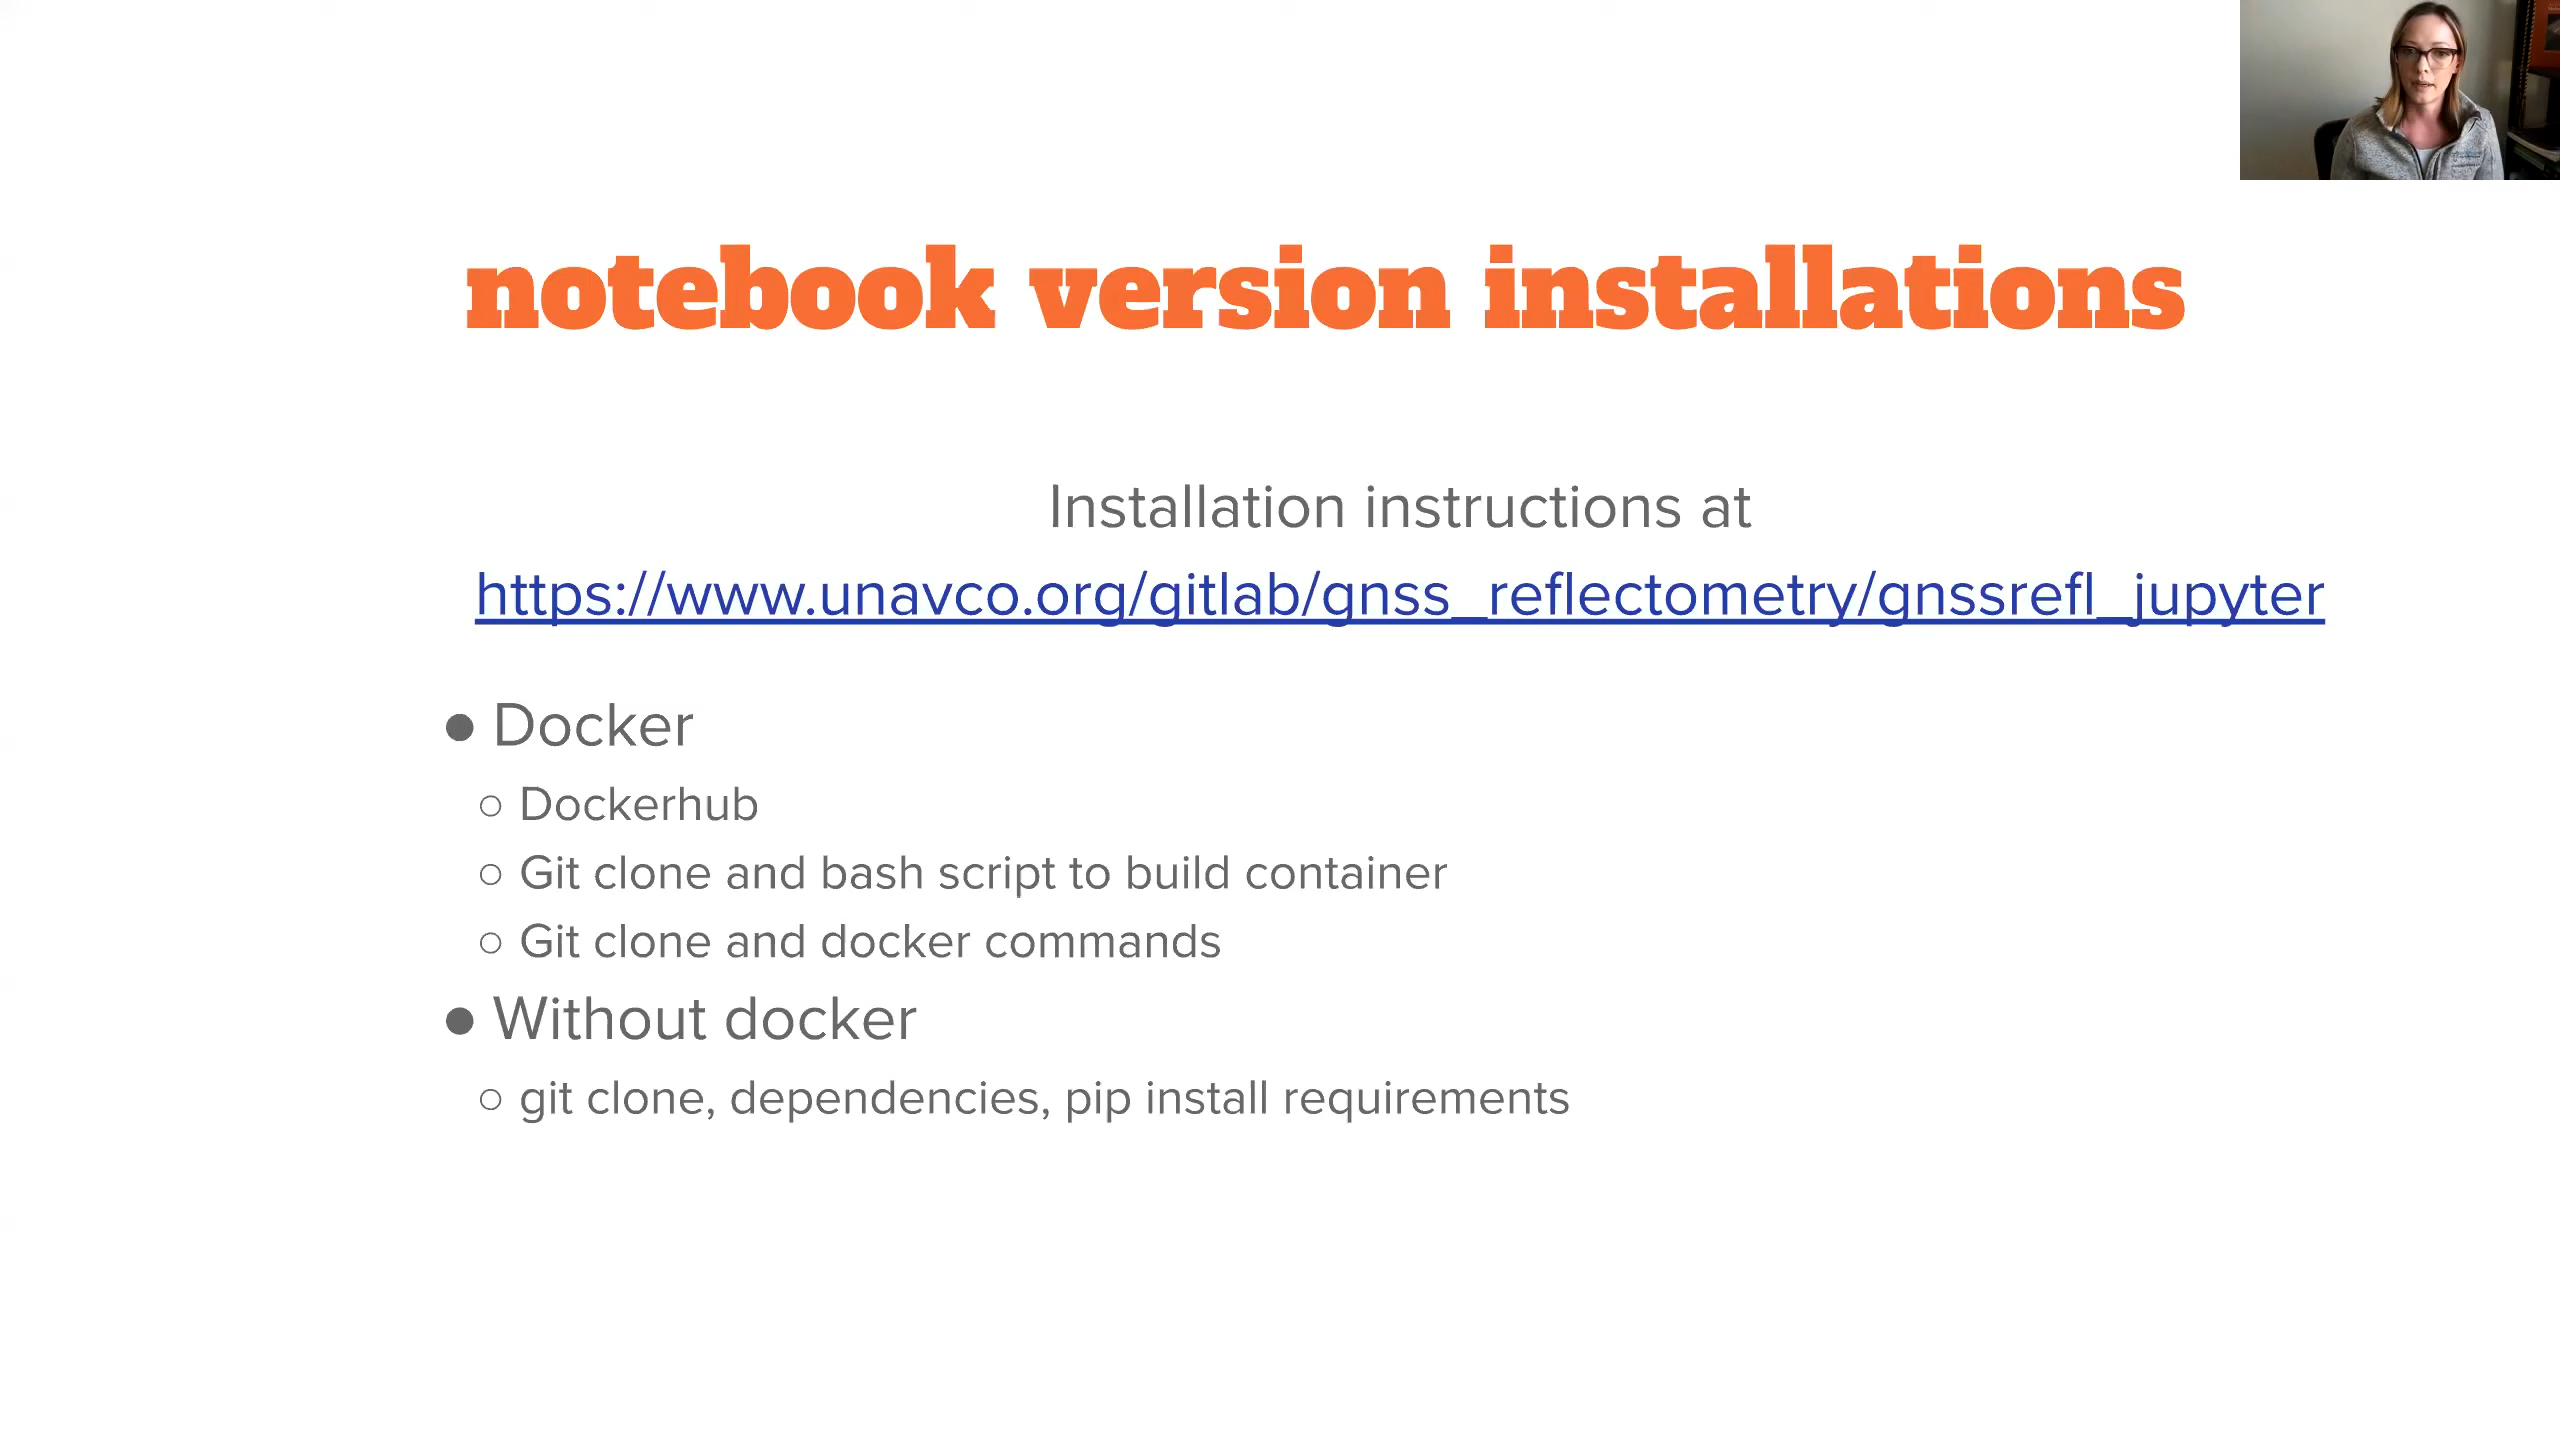 notebook version installations
Installation instructions at
https://www.unavco.org/gitlab/gnss_reflectometry/gnssrefl_jupyter
● Docker
○ Dockerhub
○ Git clone and bash script to build container
○ Git clone and docker commands
● Without docker
○ git clone, dependencies, pip install requirements